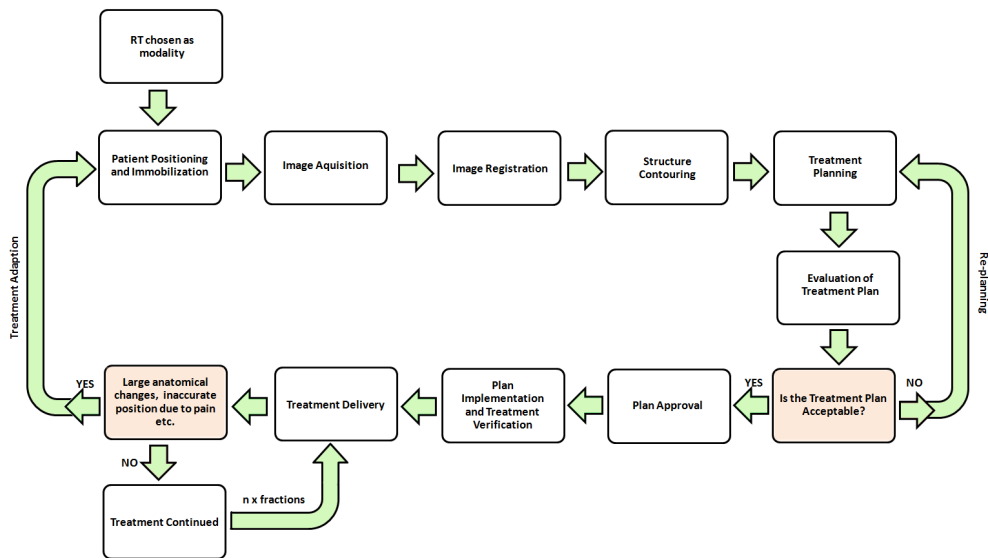 RT chosen as
modality
Patient Positioning
and Immobilization
Image Aquisition
Image Registration
Structure
Contouring
Treatment
Planning
Evaluation of
Treatment Plan
Re-planning
Treatment Adaption
YES
Large anatomical
changes, inaccurate
position due to pain
etc.
Treatment Delivery
Plan
Implementation
and Treatment
Verification
Plan Approval
YES
Is the Treatment Plan
Acceptable?
NO
NO
Treatment Continued
n x fractions